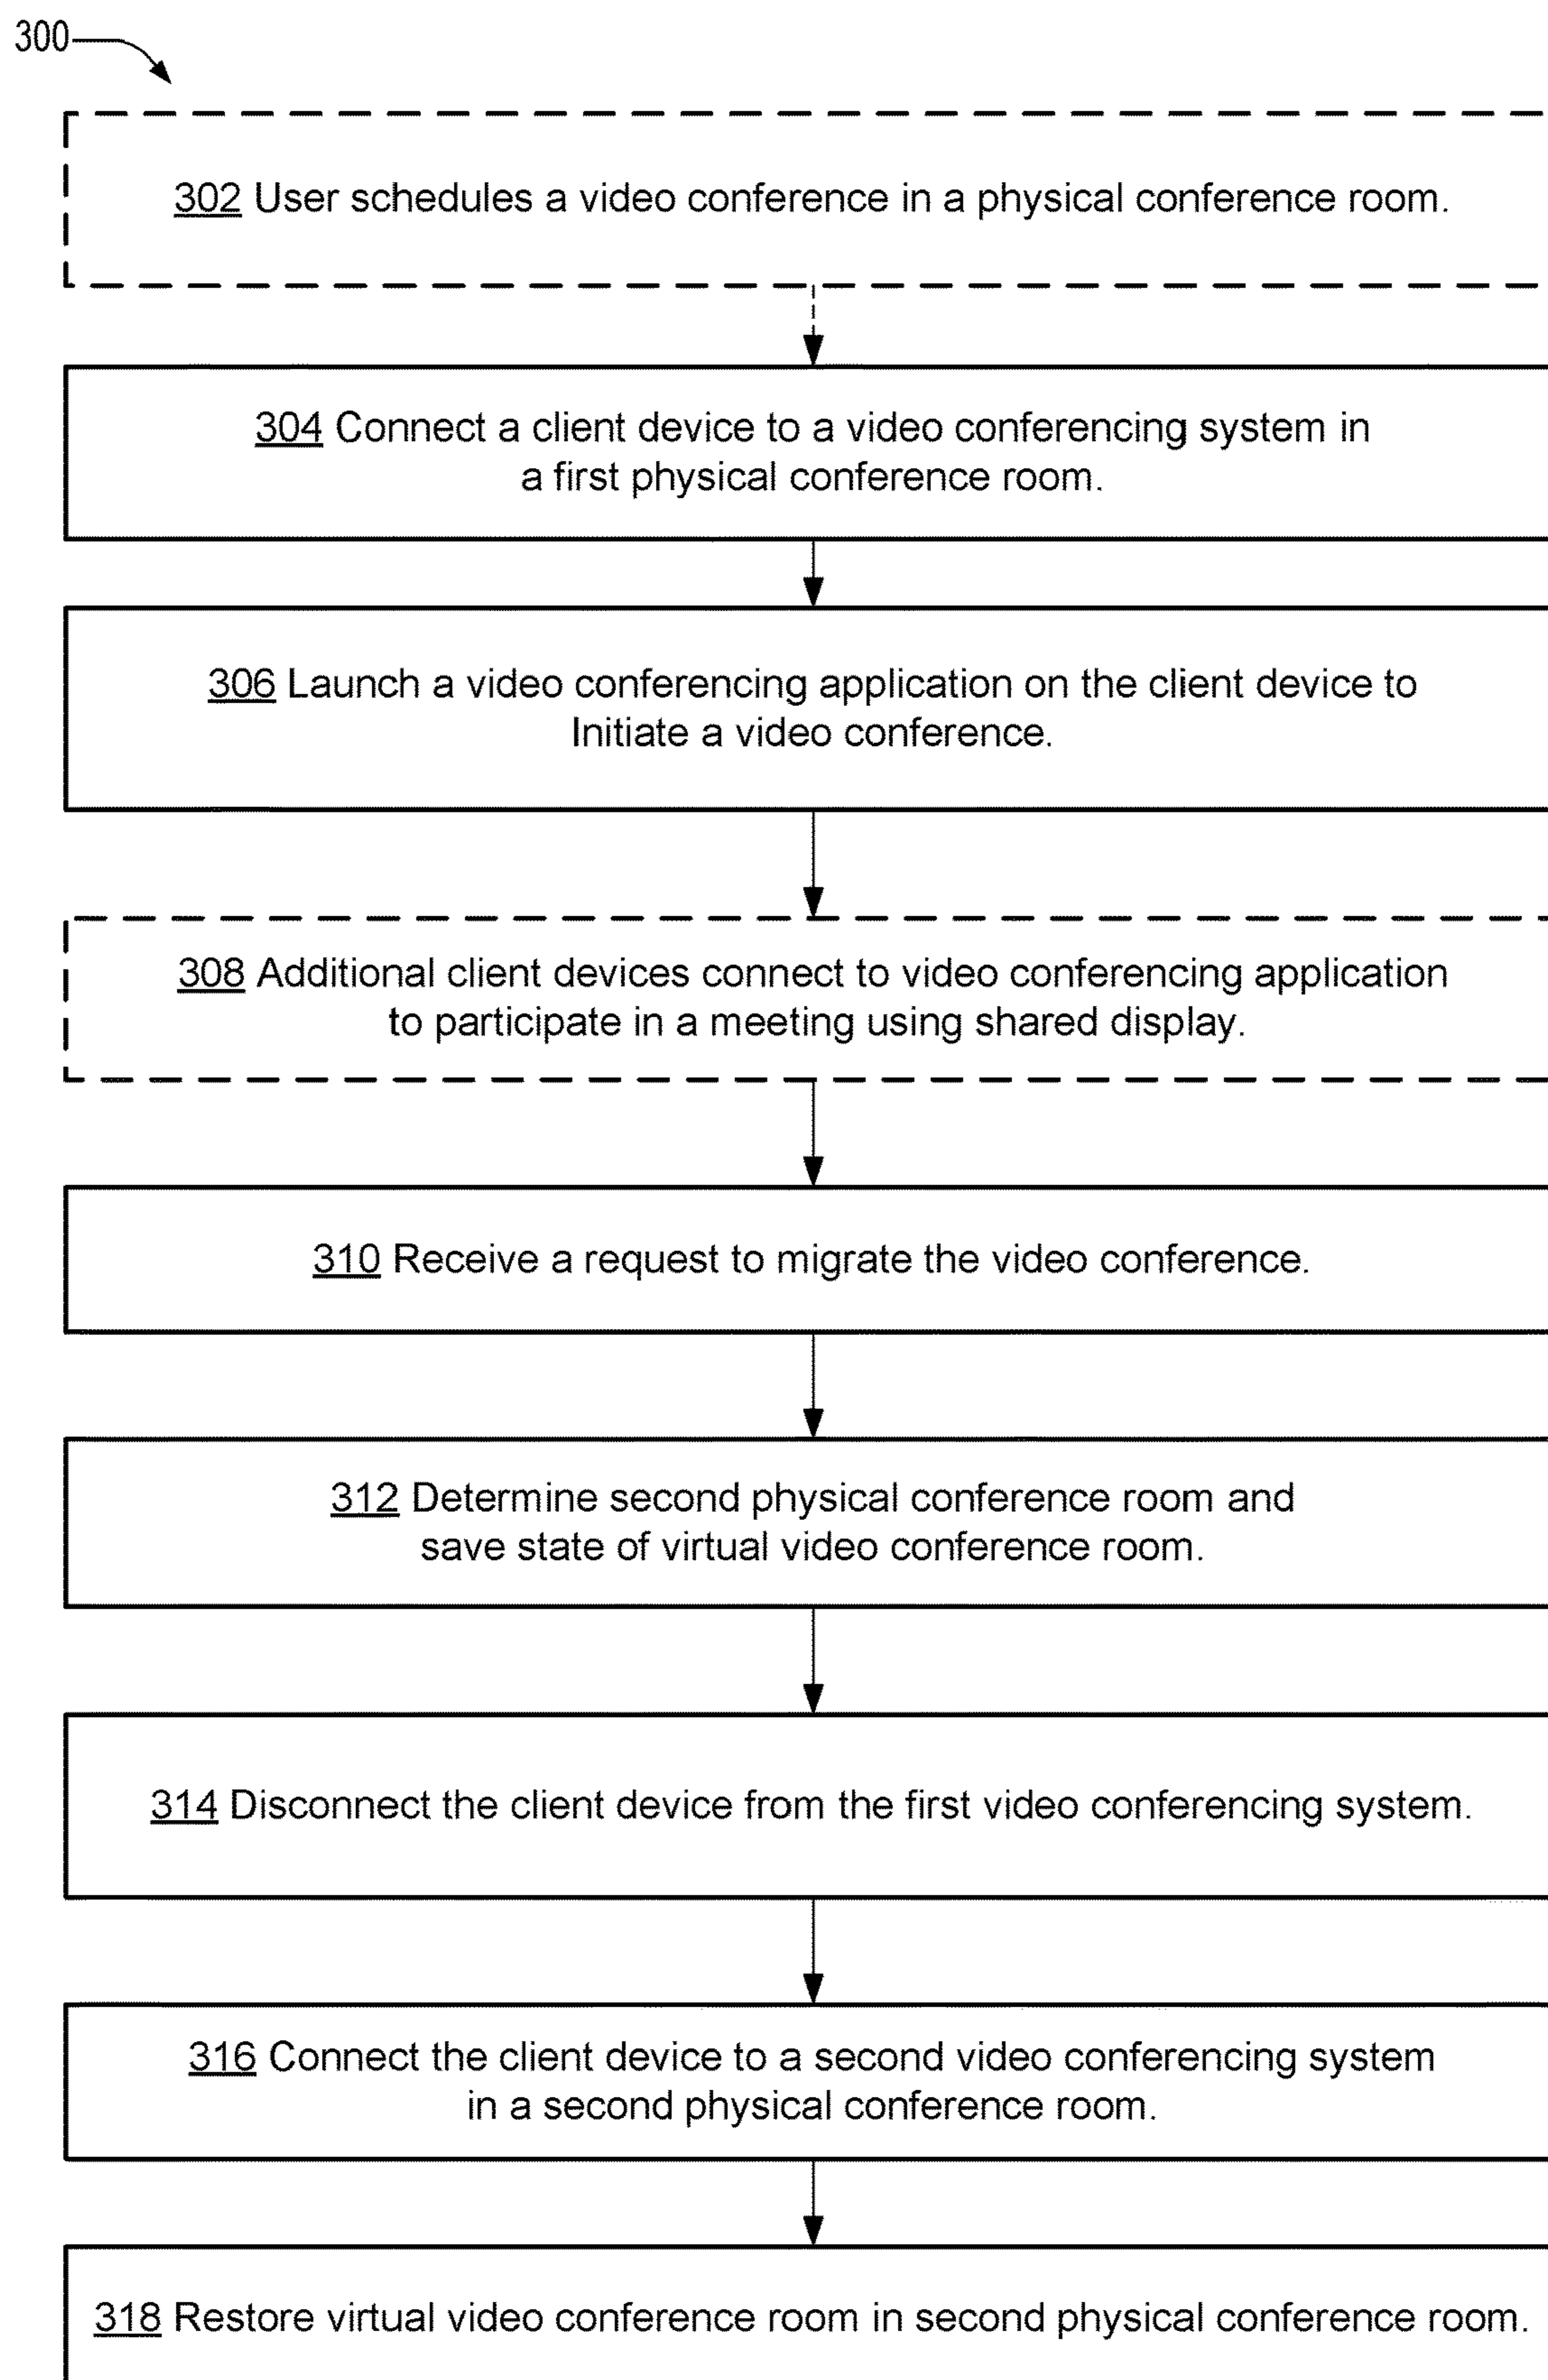 300
302 User schedules a video conference in a physical conference room.
304 Connect a client device to a video conferencing system in
a first physical conference room.
306 Launch a video conferencing application on the client device to
Initiate a video conference.
308 Additional client devices connect to video conferencing application
to participate in a meeting using shared display.
310 Receive a request to migrate the video conference.
312 Determine second physical conference room and
save state of virtual video conference room.
314 Disconnect the client device from the first video conferencing system.
316 Connect the client device to a second video conferencing system
in a second physical conference room.
318 Restore virtual video conference room in second physical conference room.